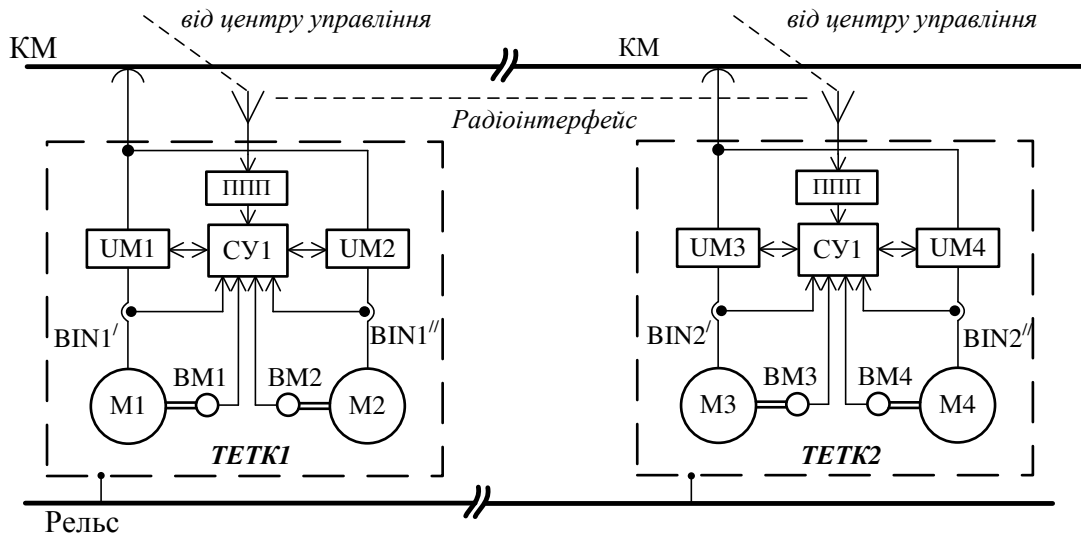 від центру управління
від центру управління
КМ
КМ
Радіоінтерфейс
ППП
ППП
UM1
СУ1
UM2
UM3
СУ1
UM4
BIN1/
BIN1//
BIN2/
BIN2//
BM1
BM2
BM3
BM4
M1
M2
M3
M4
ТЕТК1
ТЕТК2
Рельс